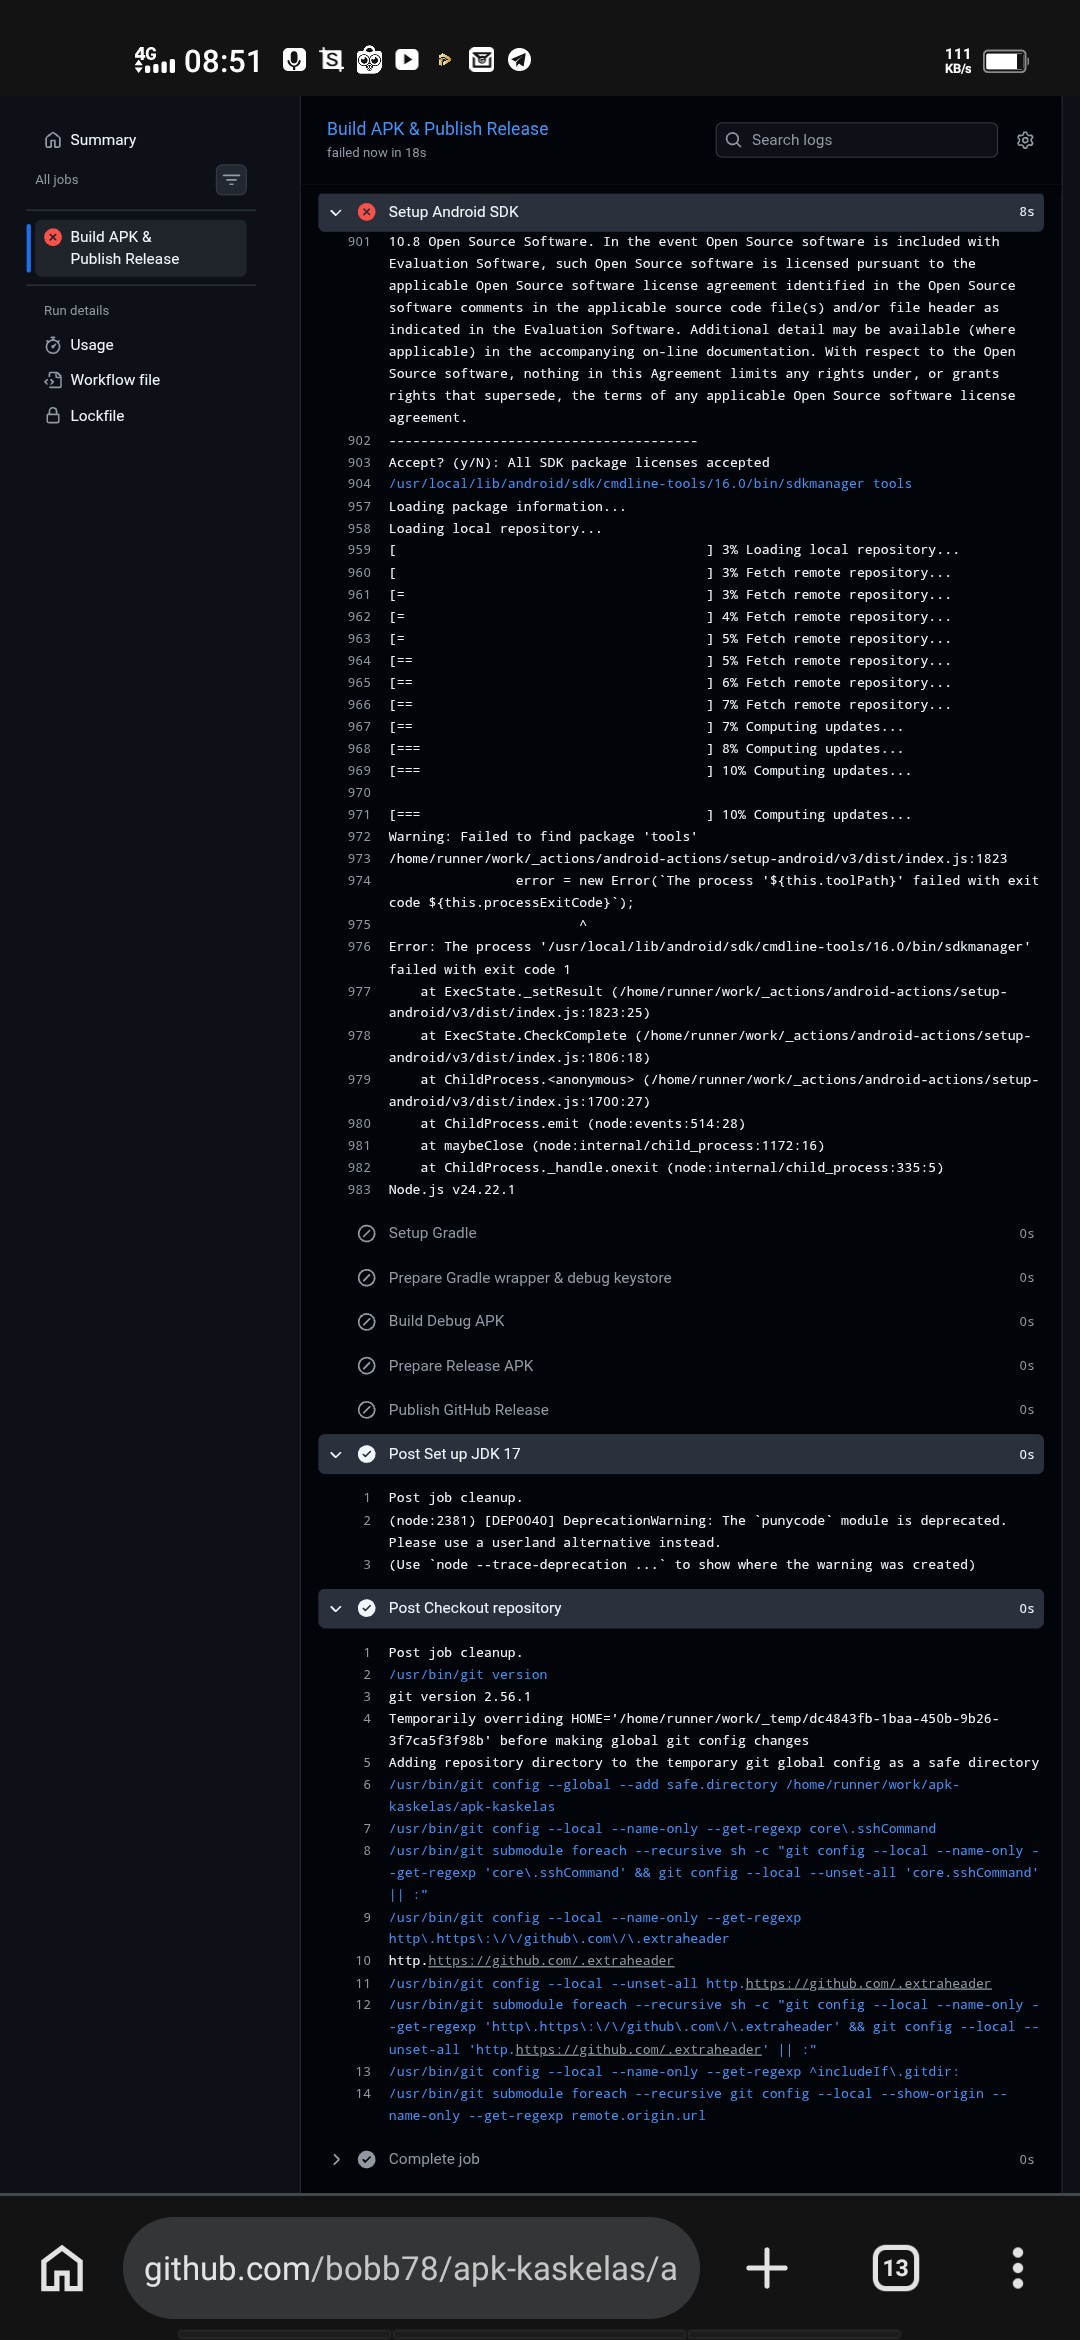 4G 08:51 111 KB/s
Summary
All jobs
Build APK &
Publish Release
Run details
Usage
Workflow file
Lockfile
Build APK & Publish Release
failed now in 18s
Search logs
Setup Android SDK 8s
901 10.8 Open Source Software. In the event Open Source software is included with
Evaluation Software, such Open Source software is licensed pursuant to the
applicable Open Source software license agreement identified in the Open Source
software comments in the applicable source code file(s) and/or file header as
indicated in the Evaluation Software. Additional detail may be available (where
applicable) in the accompanying on-line documentation. With respect to the Open
Source software, nothing in this Agreement limits any rights under, or grants
rights that supersede, the terms of any applicable Open Source software license
agreement.
902 ---------------------------------------
903 Accept? (y/N): All SDK package licenses accepted
904 /usr/local/lib/android/sdk/cmdline-tools/16.0/bin/sdkmanager tools
957 Loading package information...
958 Loading local repository...
959 [                                       ] 3% Loading local repository...
960 [                                       ] 3% Fetch remote repository...
961 [=                                      ] 3% Fetch remote repository...
962 [=                                      ] 4% Fetch remote repository...
963 [=                                      ] 5% Fetch remote repository...
964 [==                                     ] 5% Fetch remote repository...
965 [==                                     ] 6% Fetch remote repository...
966 [==                                     ] 7% Fetch remote repository...
967 [==                                     ] 7% Computing updates...
968 [===                                    ] 8% Computing updates...
969 [===                                    ] 10% Computing updates...
970
971 [===                                    ] 10% Computing updates...
972 Warning: Failed to find package 'tools'
973 /home/runner/work/_actions/android-actions/setup-android/v3/dist/index.js:1823
974                 error = new Error(`The process '${this.toolPath}' failed with exit
code ${this.processExitCode}`);
975                         ^
976 Error: The process '/usr/local/lib/android/sdk/cmdline-tools/16.0/bin/sdkmanager'
failed with exit code 1
977     at ExecState._setResult (/home/runner/work/_actions/android-actions/setup-
android/v3/dist/index.js:1823:25)
978     at ExecState.CheckComplete (/home/runner/work/_actions/android-actions/setup-
android/v3/dist/index.js:1806:18)
979     at ChildProcess.<anonymous> (/home/runner/work/_actions/android-actions/setup-
android/v3/dist/index.js:1700:27)
980     at ChildProcess.emit (node:events:514:28)
981     at maybeClose (node:internal/child_process:1172:16)
982     at ChildProcess._handle.onexit (node:internal/child_process:335:5)
983 Node.js v24.22.1
Setup Gradle 0s
Prepare Gradle wrapper & debug keystore 0s
Build Debug APK 0s
Prepare Release APK 0s
Publish GitHub Release 0s
Post Set up JDK 17 0s
1 Post job cleanup.
2 (node:2381) [DEP0040] DeprecationWarning: The `punycode` module is deprecated.
Please use a userland alternative instead.
3 (Use `node --trace-deprecation ...` to show where the warning was created)
Post Checkout repository 0s
1 Post job cleanup.
2 /usr/bin/git version
3 git version 2.56.1
4 Temporarily overriding HOME='/home/runner/work/_temp/dc4843fb-1baa-450b-9b26-
3f7ca5f3f98b' before making global git config changes
5 Adding repository directory to the temporary git global config as a safe directory
6 /usr/bin/git config --global --add safe.directory /home/runner/work/apk-
kaskelas/apk-kaskelas
7 /usr/bin/git config --local --name-only --get-regexp core\.sshCommand
8 /usr/bin/git submodule foreach --recursive sh -c "git config --local --name-only -
-get-regexp 'core\.sshCommand' && git config --local --unset-all 'core.sshCommand'
|| :"
9 /usr/bin/git config --local --name-only --get-regexp
http\.https\:\/\/github\.com\/\.extraheader
10 http.https://github.com/.extraheader
11 /usr/bin/git config --local --unset-all http.https://github.com/.extraheader
12 /usr/bin/git submodule foreach --recursive sh -c "git config --local --name-only -
-get-regexp 'http\.https\:\/\/github\.com\/\.extraheader' && git config --local --
unset-all 'http.https://github.com/.extraheader' || :"
13 /usr/bin/git config --local --name-only --get-regexp ^includeIf\.gitdir:
14 /usr/bin/git submodule foreach --recursive git config --local --show-origin --
name-only --get-regexp remote.origin.url
Complete job 0s
github.com/bobb78/apk-kaskelas/a
13